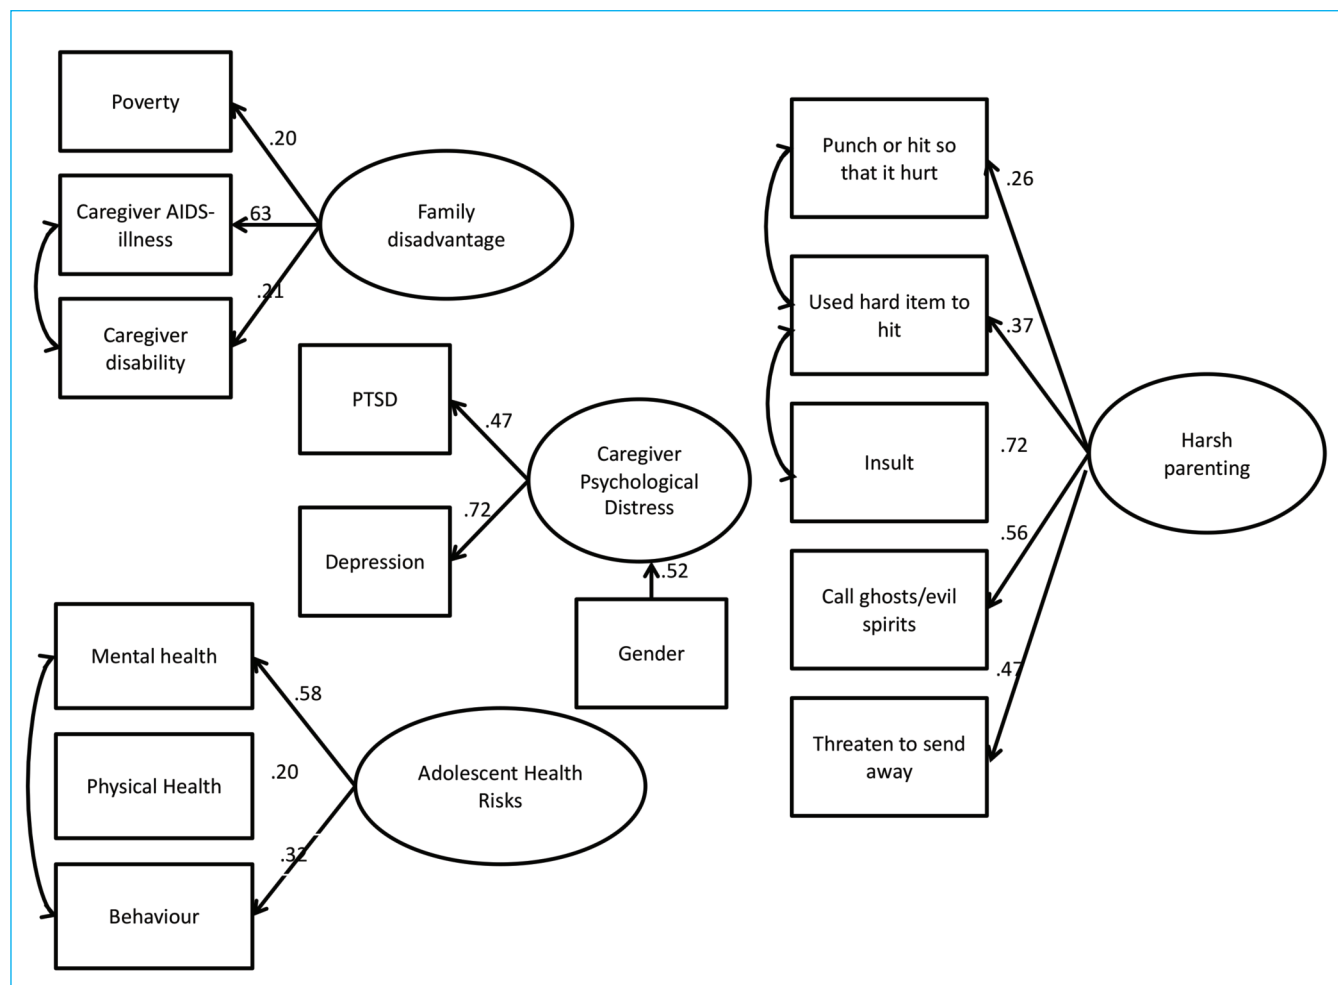 Poverty
.20
Caregiver AIDS-
illness
.63
Caregiver
disability
.21
Family
disadvantage
PTSD
.47
Depression
.72
Caregiver
Psychological
Distress
.52
Gender
Mental health
.58
Physical Health
.20
Behaviour
.32
Adolescent Health
Risks
Punch or hit so
that it hurt
.26
Used hard item to
hit
.37
Insult
.72
Call ghosts/evil
spirits
.56
Threaten to send
away
.47
Harsh
parenting